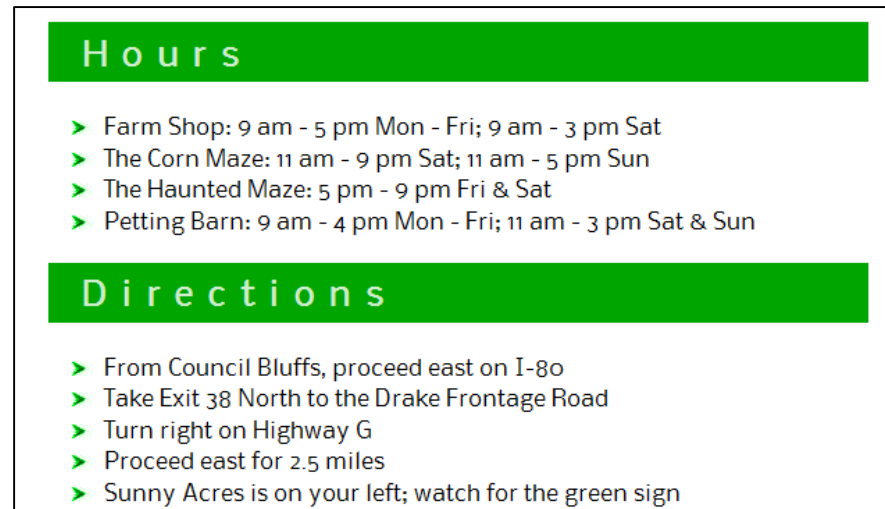 Hours
Farm Shop: 9 am - 5 pm Mon - Fri; 9 am - 3 pm Sat
The Corn Maze: 11 am - 9 pm Sat; 11 am - 5 pm Sun
The Haunted Maze: 5 pm - 9 pm Fri & Sat
Petting Barn: 9 am - 4 pm Mon - Fri; 11 am - 3 pm Sat & Sun
Directions
From Council Bluffs, proceed east on I-80
Take Exit 38 North to the Drake Frontage Road
Turn right on Highway G
Proceed east for 2.5 miles
Sunny Acres is on your left; watch for the green sign